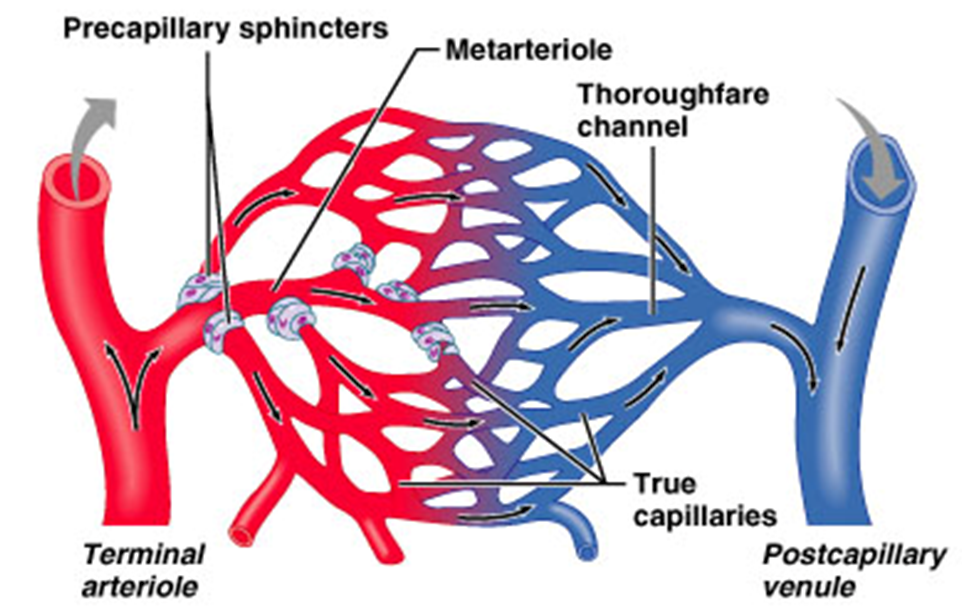 Precapillary sphincters
Metarteriole
Thoroughfare
channel
True
capillaries
Terminal
arteriole
Postcapillary
venule